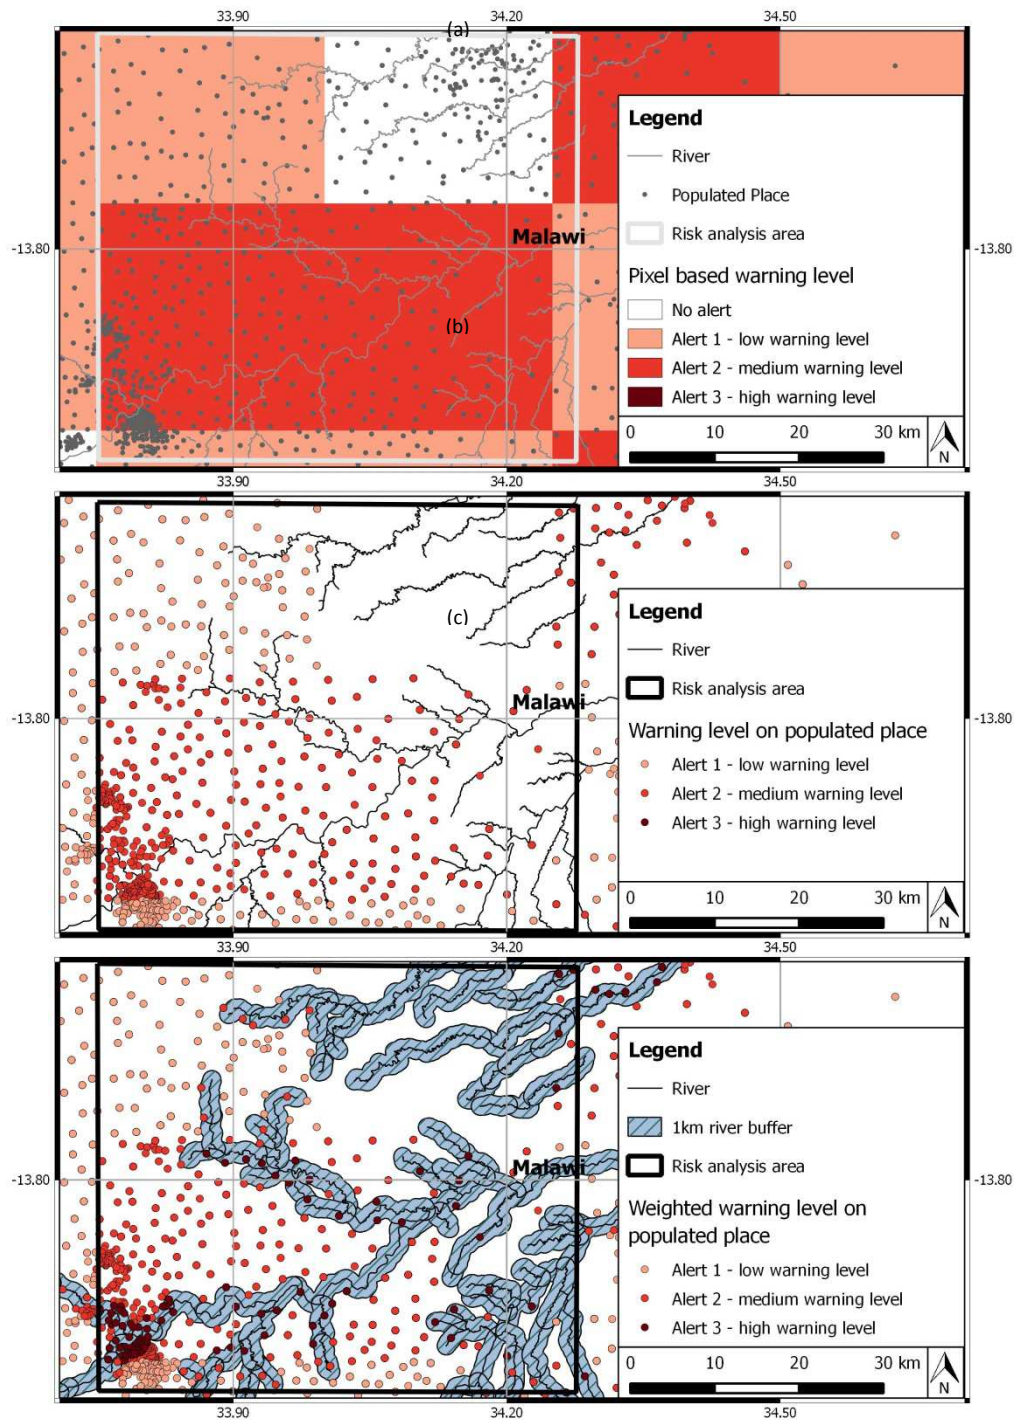 33.90 34.20 34.50
(a)
Legend
River
Populated Place
Malawi
-13.80 -13.80
Risk analysis area
Pixel based warning level
No alert
(b)
Alert 1 - low warning level
Alert 2 - medium warning level
Alert 3 - high warning level
0 10 20 30 km
N
33.90 34.20 34.50
Legend
(c)
River
Risk analysis area
Malawi
-13.80 -13.80
Warning level on populated place
Alert 1 - low warning level
Alert 2 - medium warning level
Alert 3 - high warning level
0 10 20 30 km
N
33.90 34.20 34.50
Legend
River
1km river buffer
Risk analysis area
Malawi
-13.80 -13.80
Weighted warning level on
populated place
Alert 1 - low warning level
Alert 2 - medium warning level
Alert 3 - high warning level
0 10 20 30 km
N
33.90 34.20 34.50